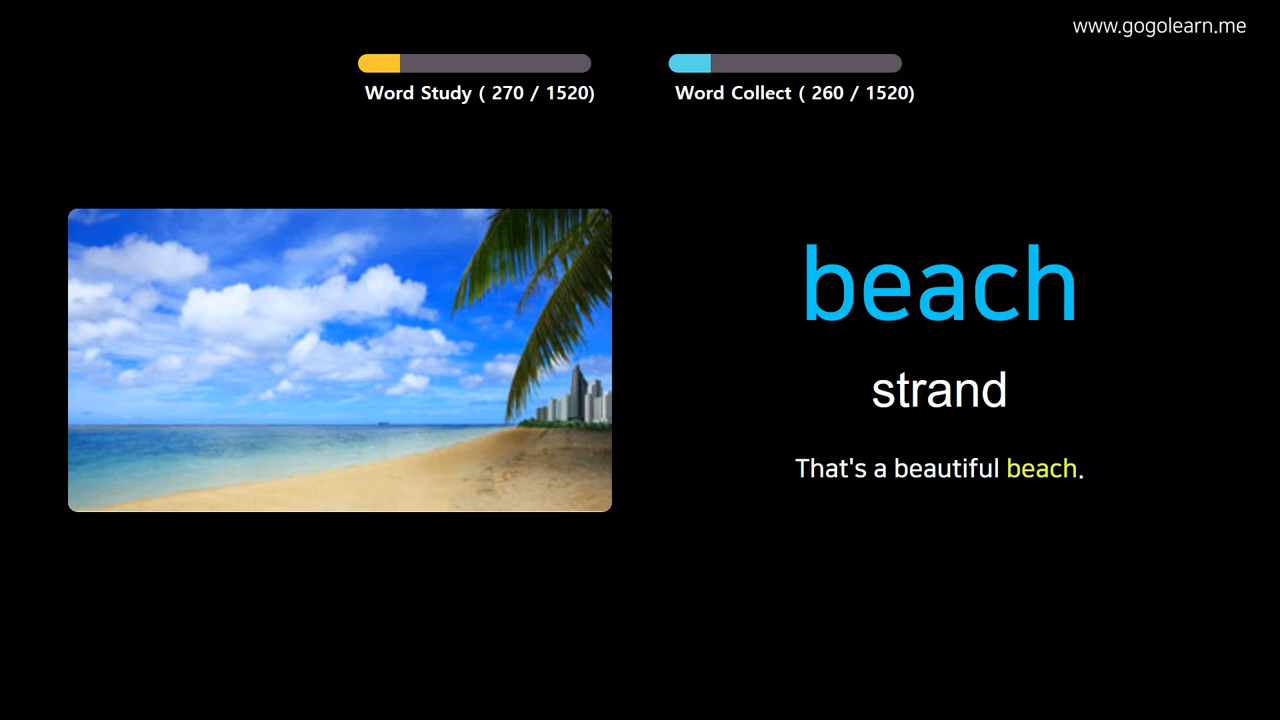 www.gogolearn.me
Word Study ( 270 / 1520)
Word Collect ( 260 / 1520)
beach
strand
That's a beautiful beach.